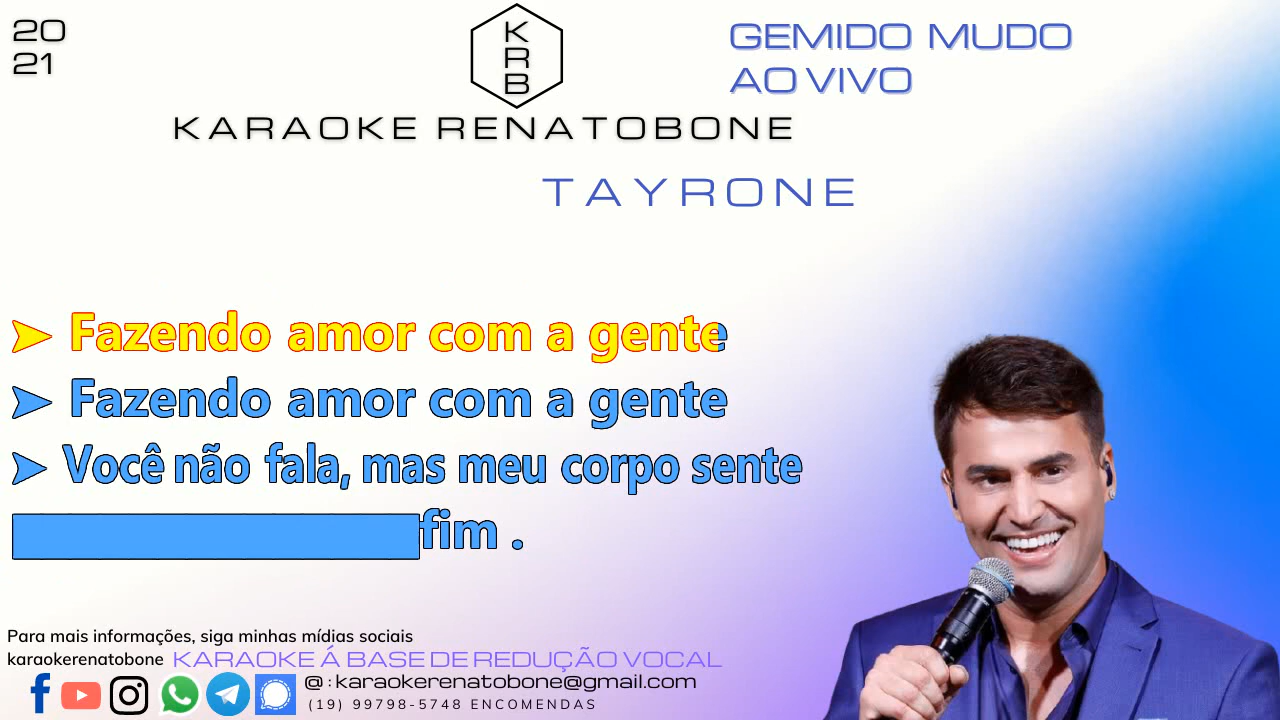 20
21
K
R
B
GEMIDO MUDO
AO VIVO
KARAOKE RENATOBONE
TAYRONE
➤ Fazendo amor com a gente
➤ Fazendo amor com a gente
➤ Você não fala, mas meu corpo sente
fim .
Para mais informações, siga minhas mídias sociais
karaokerenatobone KARAOKE Á BASE DE REDUÇÃO VOCAL
@ : karaokerenatobone@gmail.com
(19) 99798-5748 ENCOMENDAS